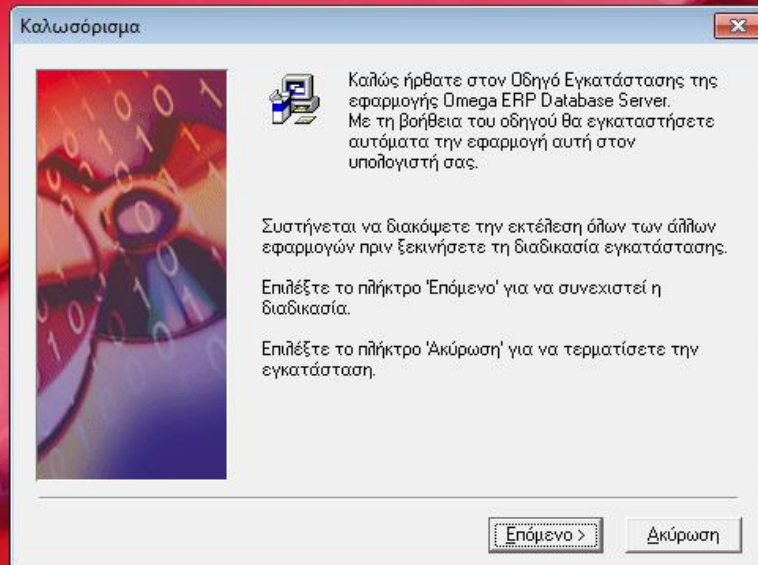 Καλωσόρισμα
Καλώς ήρθατε στον Οδηγό Εγκατάστασης της
εφαρμογής Omega ERP Database Server.
Με τη βοήθεια του οδηγού θα εγκαταστήσετε
αυτόματα την εφαρμογή αυτή στον
υπολογιστή σας.
Συστήνεται να διακόψετε την εκτέλεση όλων των άλλων
εφαρμογών πριν ξεκινήσετε τη διαδικασία εγκατάστασης.
Επιλέξτε το πλήκτρο 'Επόμενο' για να συνεχιστεί η
διαδικασία.
Επιλέξτε το πλήκτρο 'Ακύρωση' για να τερματίσετε την
εγκατάσταση.
Επόμενο > Ακύρωση